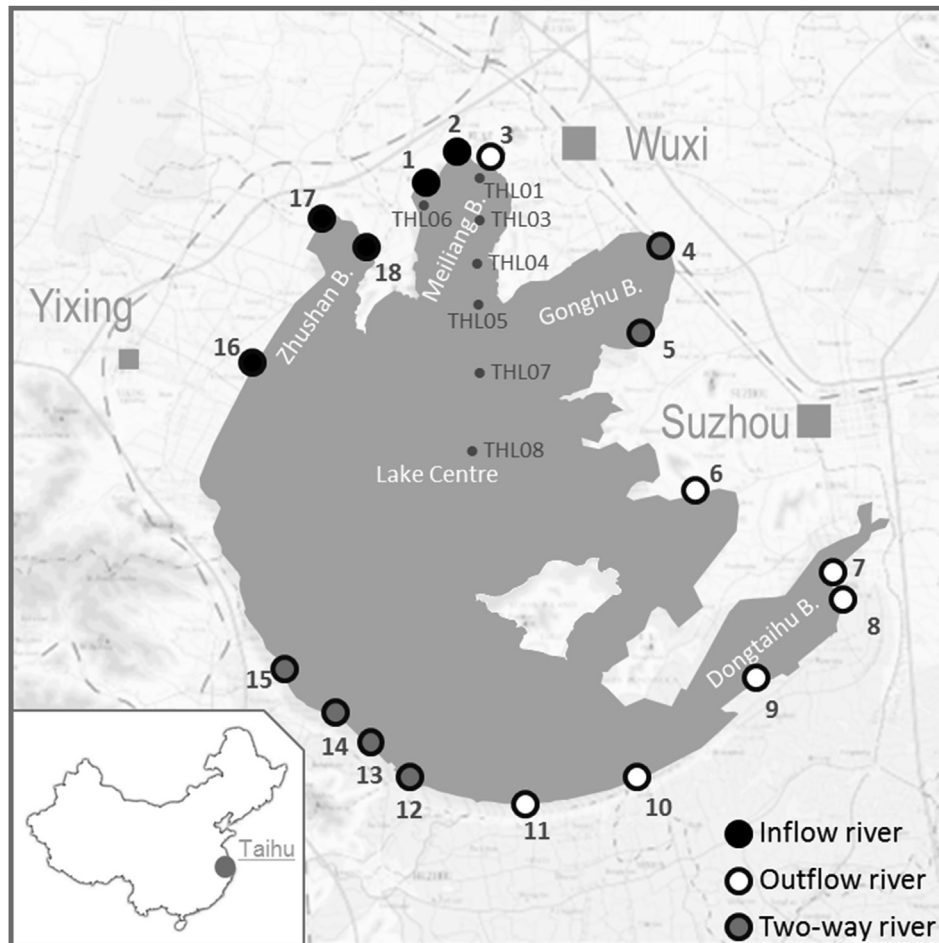 2
3
Wuxi
1
THL01
17
THL06
THL03
Meiliang B.
4
18
THL04
Zhushan B.
Gonghu B.
Yixing
THL05
5
16
THL07
Suzhou
THL08
Lake Centre
6
7
8
Dongtaihu B.
15
9
14
13
12
10
11
Inflow river
Taihu
Outflow river
Two-way river